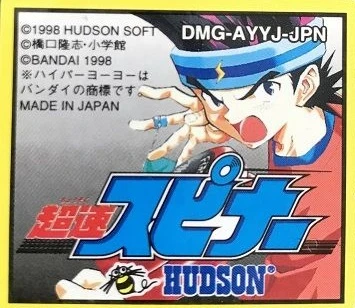 ©1998 HUDSON SOFT DMG-AYYJ-JPN
©橋口隆志・小学館
©BANDAI 1998
※ハイパーヨーヨーは
バンダイの商標です.
MADE IN JAPAN
超速スピナー
HUDSON®